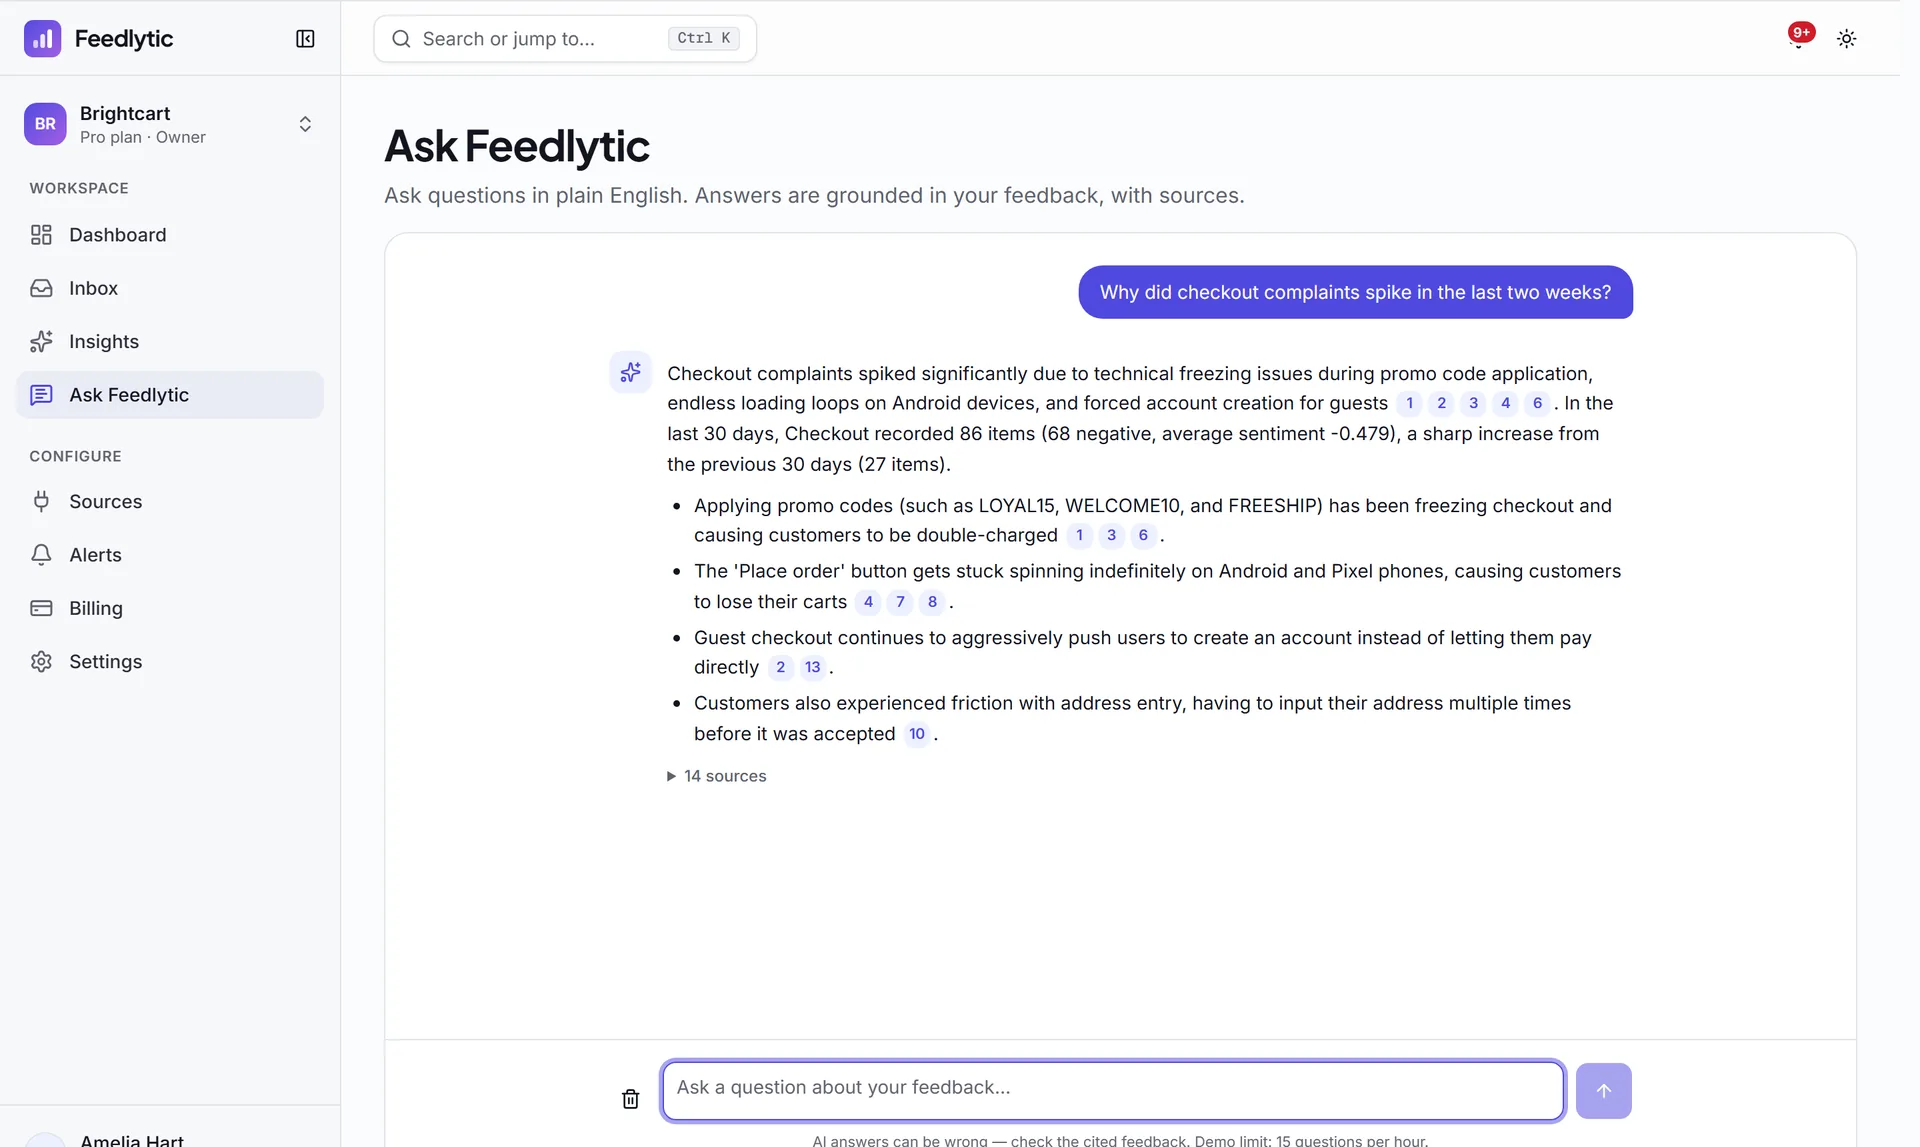 Feedlytic
Search or jump to...
Ctrl K
9+
BR
Brightcart
Pro plan · Owner
WORKSPACE
Dashboard
Inbox
Insights
Ask Feedlytic
CONFIGURE
Sources
Alerts
Billing
Settings
Amelia Hart
Ask Feedlytic
Ask questions in plain English. Answers are grounded in your feedback, with sources.
Why did checkout complaints spike in the last two weeks?
Checkout complaints spiked significantly due to technical freezing issues during promo code application,
endless loading loops on Android devices, and forced account creation for guests 1 2 3 4 6 . In the
last 30 days, Checkout recorded 86 items (68 negative, average sentiment -0.479), a sharp increase from
the previous 30 days (27 items).
• Applying promo codes (such as LOYAL15, WELCOME10, and FREESHIP) has been freezing checkout and
causing customers to be double-charged 1 3 6 .
• The 'Place order' button gets stuck spinning indefinitely on Android and Pixel phones, causing customers
to lose their carts 4 7 8 .
• Guest checkout continues to aggressively push users to create an account instead of letting them pay
directly 2 13 .
• Customers also experienced friction with address entry, having to input their address multiple times
before it was accepted 10 .
14 sources
Ask a question about your feedback...
AI answers can be wrong — check the cited feedback. Demo limit: 15 questions per hour.